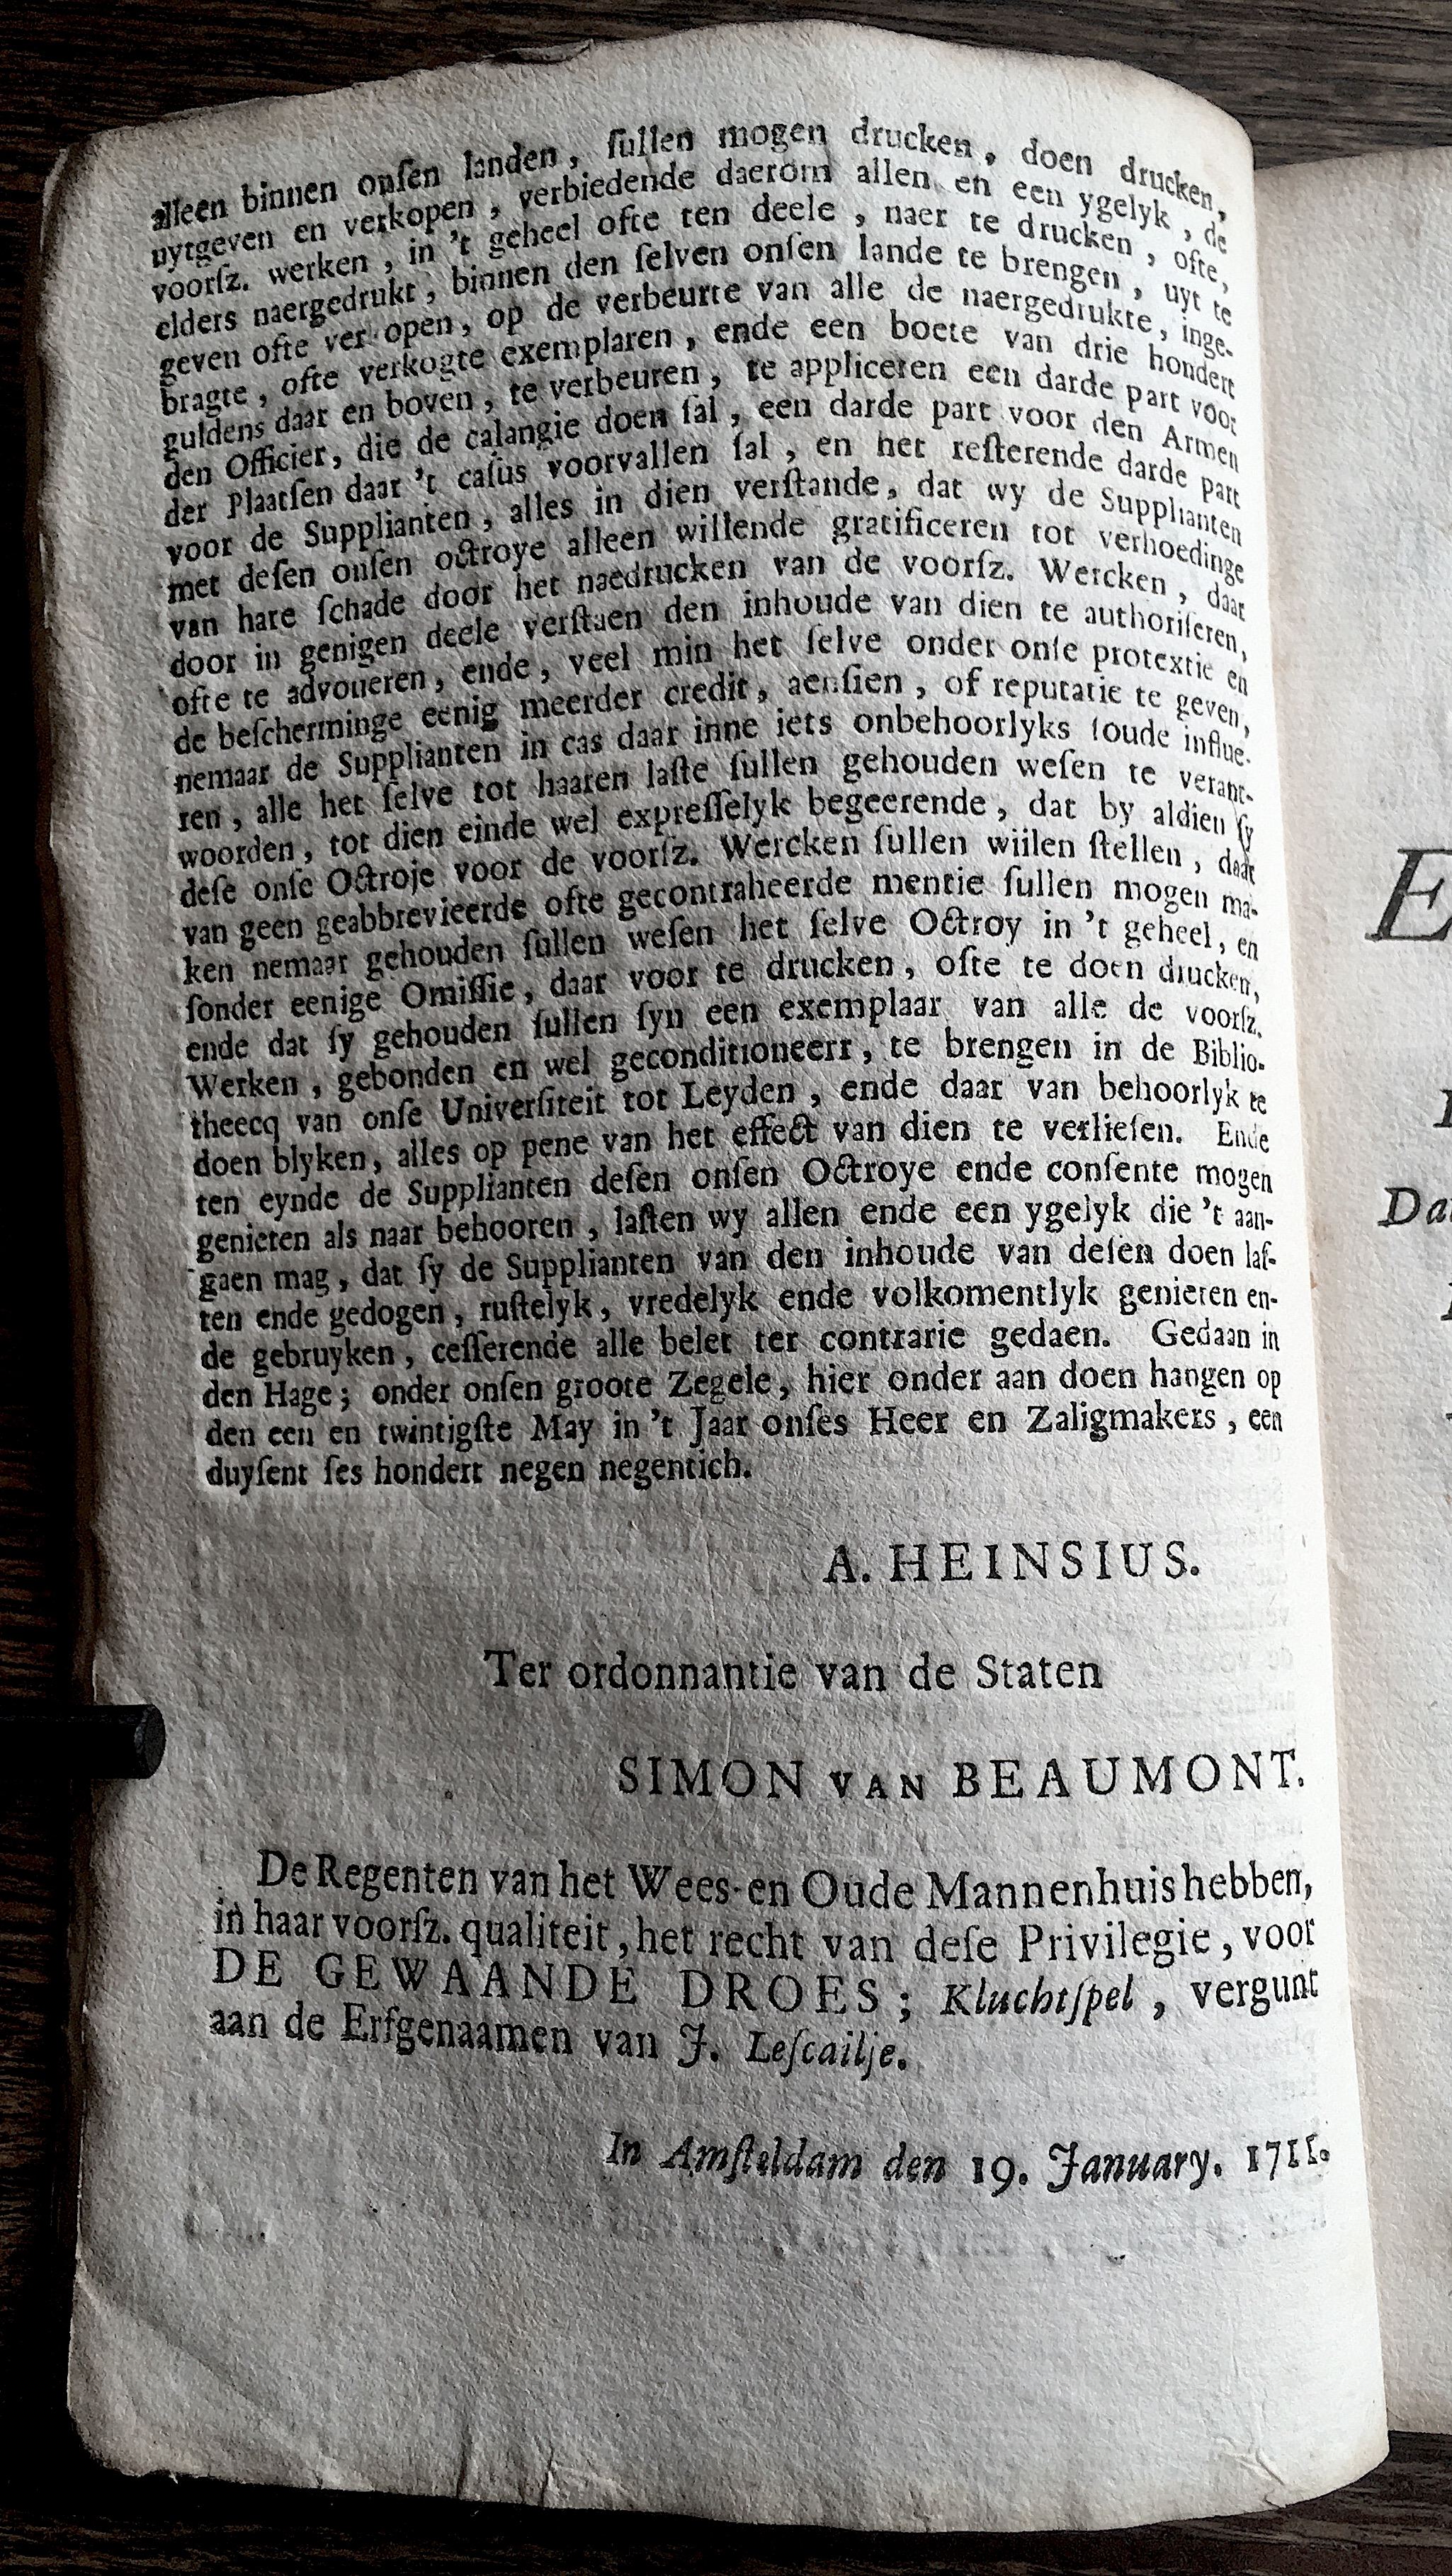 alleen binnen onſen landen, ſullen mogen drucken, doen drucken,
uytgeven en verkopen, verbiedende daerom allen en een ygelyk, de
voorſz. werken, in 't geheel ofte ten deele, naer te drucken, ofte,
elders naergedrukt, binnen den ſelven onſen lande te brengen, uyt te
geven ofte ver open, op de verbeurte van alle de naergedrukte, inge-
bragte, ofte verkogte exemplaren, ende een boete van drie hondert
guldens daar en boven, te verbeuren, te appliceren een darde part voor
den Officier, die de calangie doen ſal, een darde part voor den Armen
der Plaatſen daar 't caſus voorvallen ſal, en het reſterende darde part
voor de Supplianten, alles in dien verſtande, dat wy de Supplianten
met deſen onſen octroye alleen willende gratificeren tot verhoedinge
van hare ſchade door het naedrucken van de voorſz. Wercken, daar
door in genigen deele verſtaen den inhoude van dien te authoriſeren,
ofte te advoueren, ende, veel min het ſelve onder onſe protextie en
de beſcherminge eenig meerder credit, aenſien, of reputatie te geven,
nemaar de Supplianten in cas daar inne iets onbehoorlyks ſoude influe-
ren, alle het ſelve tot haaren laſte ſullen gehouden weſen te verant-
woorden, tot dien einde wel expreſſelyk begeerende, dat by aldien ſy
deſe onſe Octroje voor de voorſz. Wercken ſullen wiilen ſtellen, daar
van geen geabbrevieerde ofte gecontraheerde mentie ſullen mogen ma-
ken nemaar gehouden ſullen weſen het ſelve Octroy in 't geheel, en
ſonder eenige Omiſſie, daar voor te drucken, ofte te doen drucken,
ende dat ſy gehouden ſullen ſyn een exemplaar van alle de voorſz.
Werken, gebonden en wel geconditioneert, te brengen in de Biblio-
theecq van onſe Univerſiteit tot Leyden, ende daar van behoorlyk te
doen blyken, alles op pene van het effect van dien te verlieſen. Ende
ten eynde de Supplianten deſen onſen Octroye ende conſente mogen
genieten als naar behooren, laſten wy allen ende een ygelyk die 't aan-
gaen mag, dat ſy de Supplianten van den inhoude van deſen doen laſ-
ten ende gedogen, ruſtelyk, vredelyk ende volkomentlyk genieten en-
de gebruyken, ceſſerende alle belet ter contrarie gedaen. Gedaan in
den Hage; onder onſen groote Zegele, hier onder aan doen hangen op
den een en twintigſte May in 't Jaar onſes Heer en Zaligmakers, een
duyſent ſes hondert negen negentich.
A. HEINSIUS.
Ter ordonnantie van de Staten
SIMON VAN BEAUMONT.
De Regenten van het Wees-en Oude Mannenhuis hebben,
in haar voorſz. qualiteit, het recht van deſe Privilegie, voor
DE GEWAANDE DROES; Kluchtſpel, vergunt
aan de Erfgenaamen van J. Leſcailje.
In Amſteldam den 19. January. 1711.
E
Da